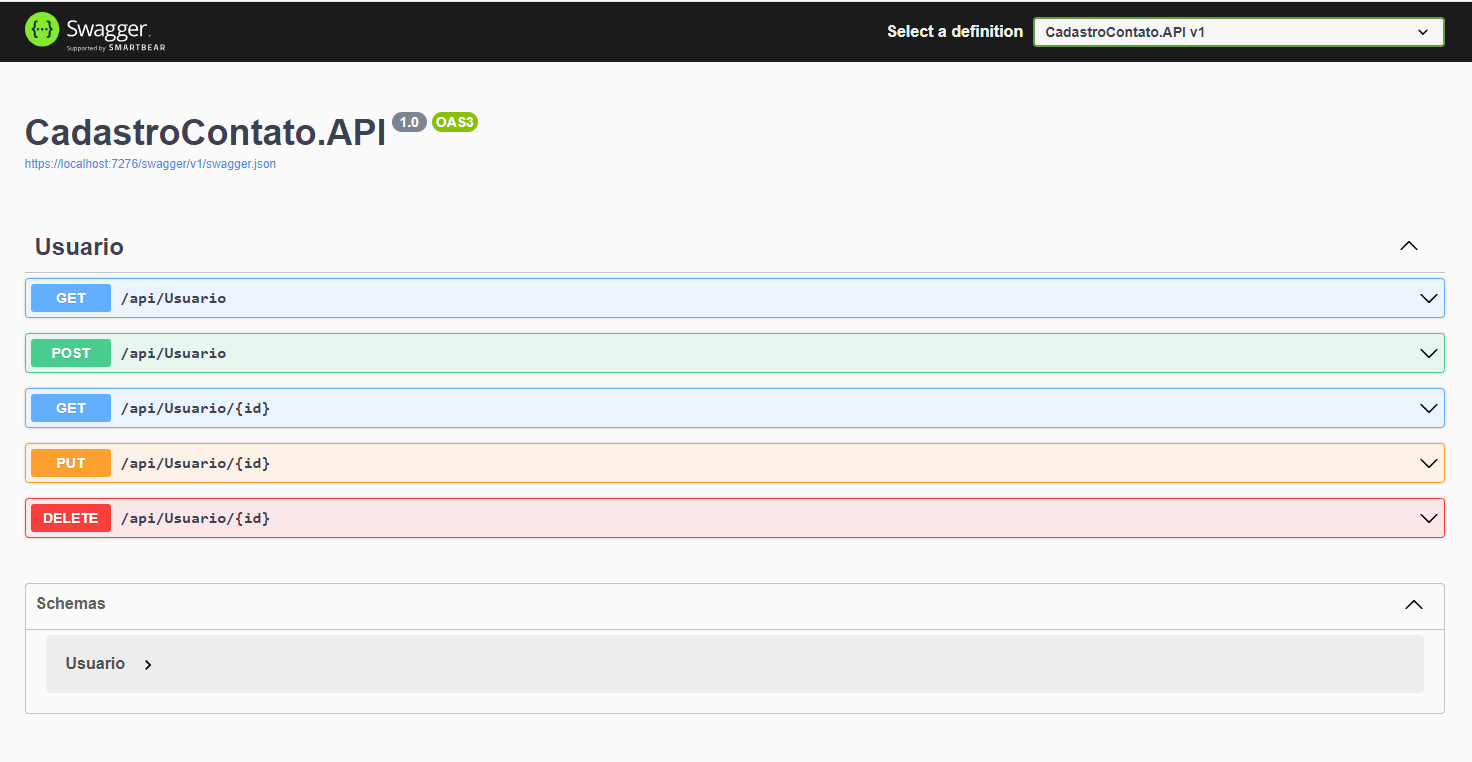 Swagger.
Supported by SMARTBEAR
Select a definition
CadastroContato.API v1
CadastroContato.API 1.0 OAS3
https://localhost:7276/swagger/v1/swagger.json
Usuario
GET /api/Usuario
POST /api/Usuario
GET /api/Usuario/{id}
PUT /api/Usuario/{id}
DELETE /api/Usuario/{id}
Schemas
Usuario